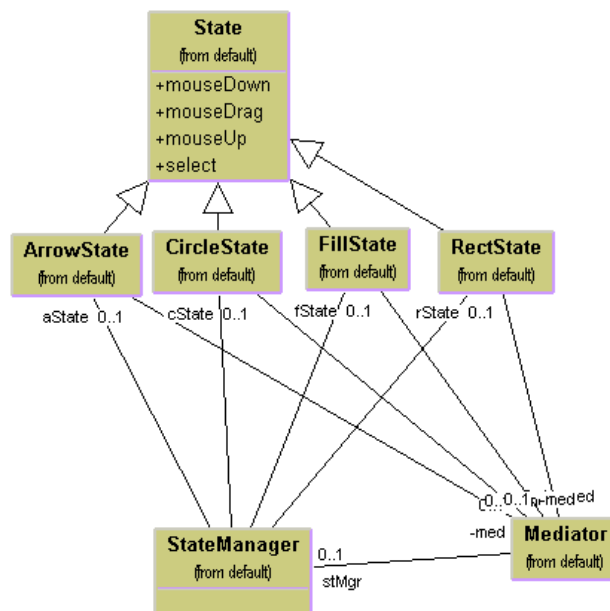 State
(from default)
+mouseDown
+mouseDrag
+mouseUp
+select
ArrowState
(from default)
CircleState
(from default)
FillState
(from default)
RectState
(from default)
aState 0..1
cState 0..1
fState 0..1
rState 0..1
0..1
-med
-med
StateManager
(from default)
0..1
stMgr
Mediator
(from default)